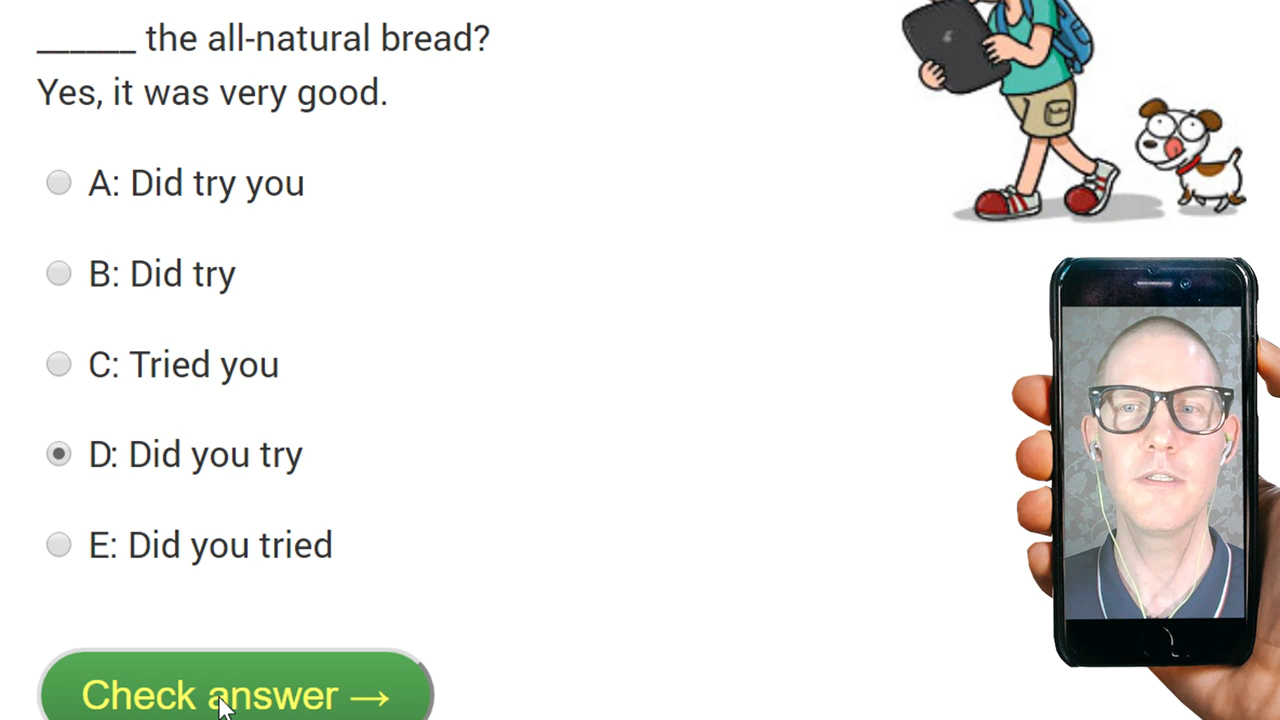 ______ the all-natural bread?
Yes, it was very good.
A: Did try you
B: Did try
C: Tried you
D: Did you try
E: Did you tried
Check answer →